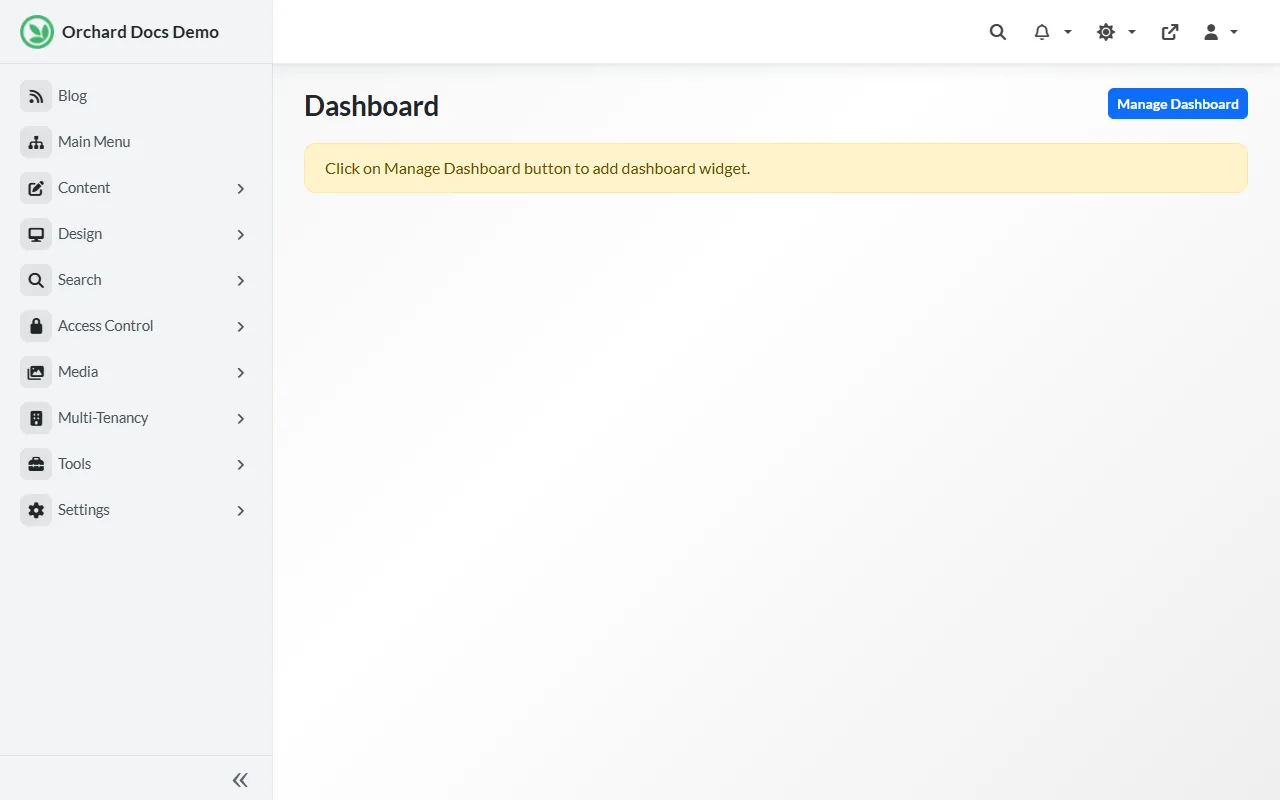 Orchard Docs Demo
Blog
Main Menu
Content
Design
Search
Access Control
Media
Multi-Tenancy
Tools
Settings
Dashboard
Manage Dashboard
Click on Manage Dashboard button to add dashboard widget.